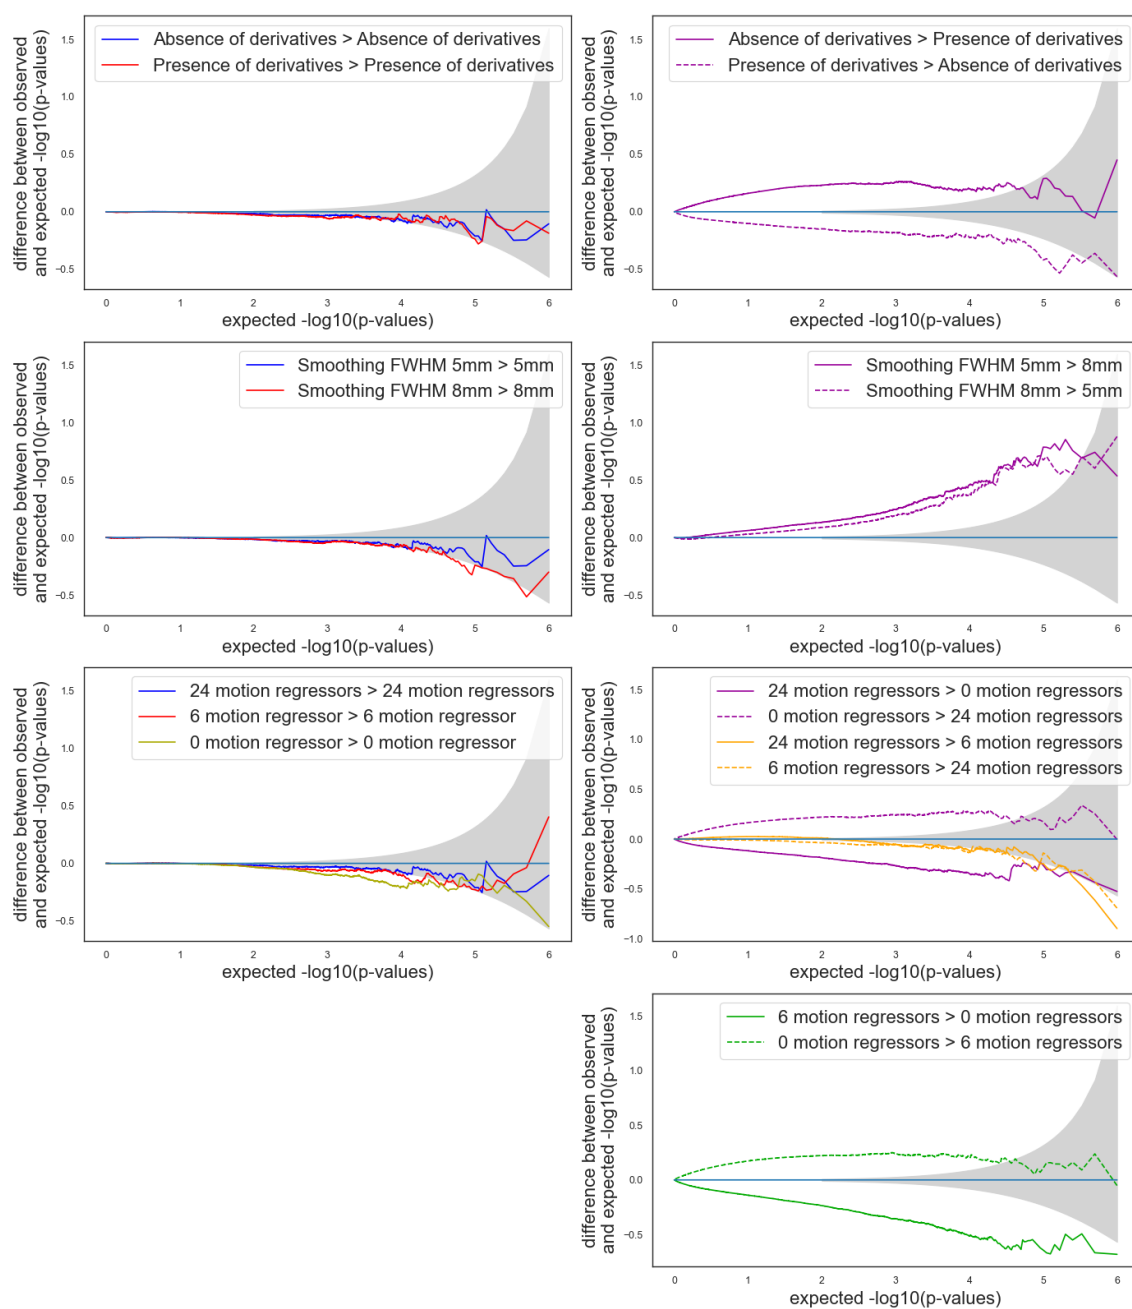 difference between observed
and expected -log10(p-values)
1.5
1.0
0.5
0.0
−0.5
Absence of derivatives > Absence of derivatives
Presence of derivatives > Presence of derivatives
0 1 2 3 4 5 6
expected -log10(p-values)
difference between observed
and expected -log10(p-values)
1.5
1.0
0.5
0.0
−0.5
Absence of derivatives > Presence of derivatives
Presence of derivatives > Absence of derivatives
0 1 2 3 4 5 6
expected -log10(p-values)
difference between observed
and expected -log10(p-values)
1.5
1.0
0.5
0.0
−0.5
Smoothing FWHM 5mm > 5mm
Smoothing FWHM 8mm > 8mm
0 1 2 3 4 5 6
expected -log10(p-values)
difference between observed
and expected -log10(p-values)
1.5
1.0
0.5
0.0
−0.5
Smoothing FWHM 5mm > 8mm
Smoothing FWHM 8mm > 5mm
0 1 2 3 4 5 6
expected -log10(p-values)
difference between observed
and expected -log10(p-values)
1.5
1.0
0.5
0.0
−0.5
24 motion regressors > 24 motion regressors
6 motion regressor > 6 motion regressor
0 motion regressor > 0 motion regressor
0 1 2 3 4 5 6
expected -log10(p-values)
difference between observed
and expected -log10(p-values)
1.5
1.0
0.5
0.0
−0.5
−1.0
24 motion regressors > 0 motion regressors
0 motion regressors > 24 motion regressors
24 motion regressors > 6 motion regressors
6 motion regressors > 24 motion regressors
0 1 2 3 4 5 6
expected -log10(p-values)
difference between observed
and expected -log10(p-values)
1.5
1.0
0.5
0.0
−0.5
6 motion regressors > 0 motion regressors
0 motion regressors > 6 motion regressors
0 1 2 3 4 5 6
expected -log10(p-values)